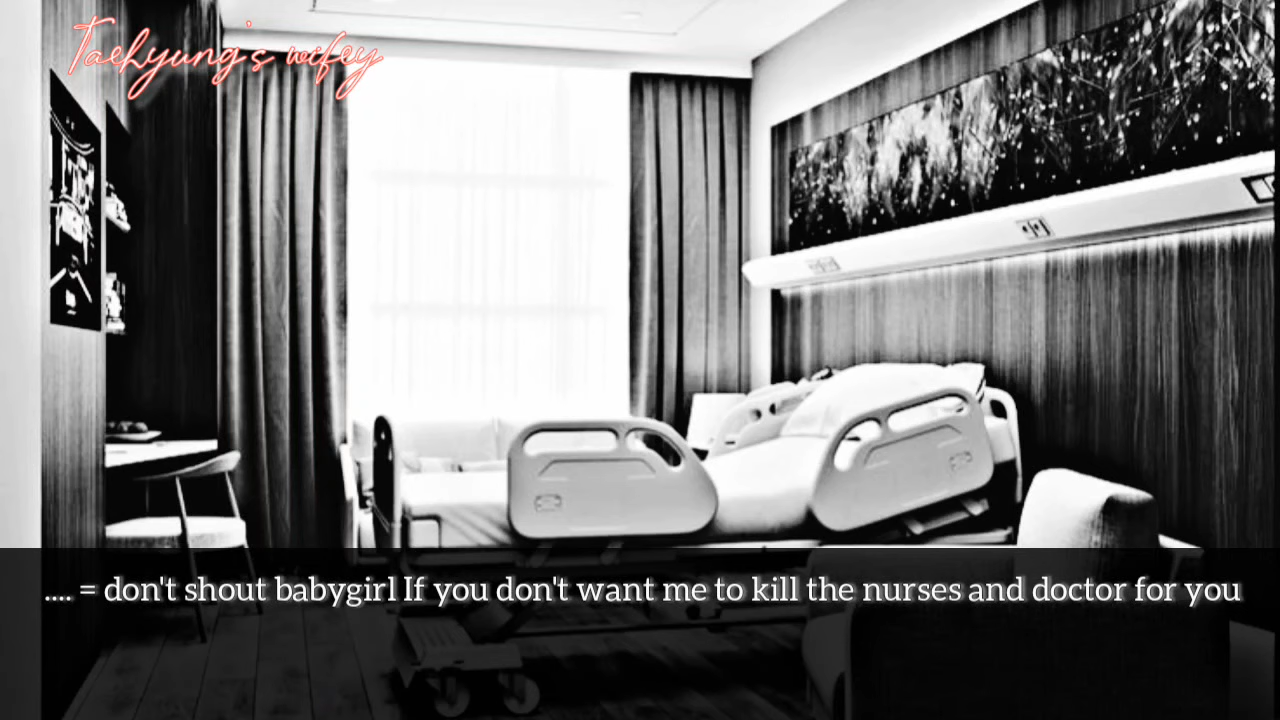 Taehyung's wifey
.... = don't shout babygirl If you don't want me to kill the nurses and doctor for you